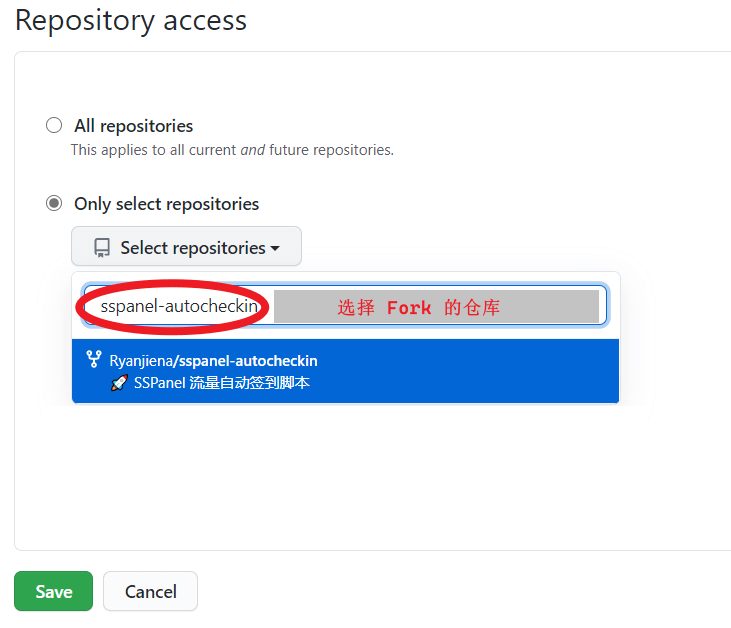 Repository access
All repositories
This applies to all current and future repositories.
Only select repositories
Select repositories
sspanel-autocheckin 选择 Fork 的仓库
Ryanjiena/sspanel-autocheckin
🚀 SSPanel 流量自动签到脚本
Save Cancel